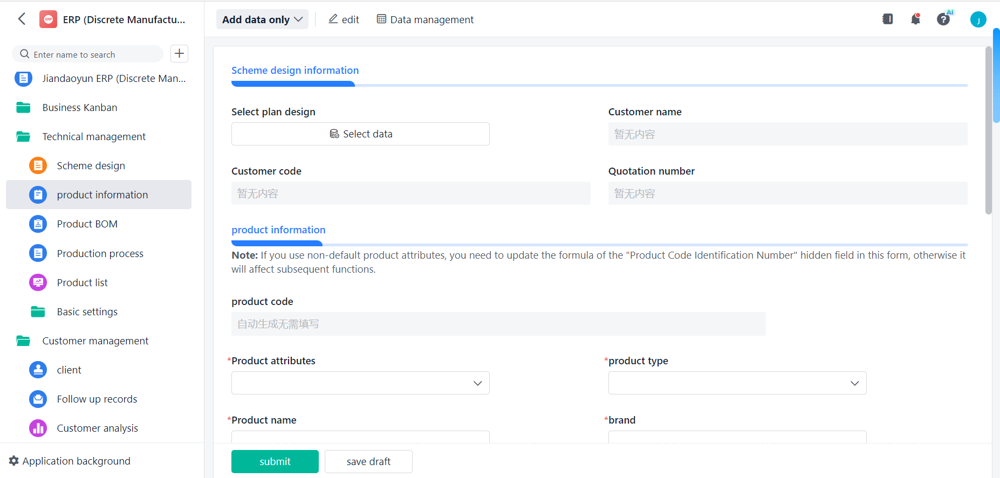 ERP (Discrete Manufactu...
Add data only
edit
Data management
AI
J
Enter name to search
Jiandaoyun ERP (Discrete Man...
Business Kanban
Technical management
Scheme design
product information
Product BOM
Production process
Product list
Basic settings
Customer management
client
Follow up records
Customer analysis
Application background
Scheme design information
Select plan design
Customer name
Select data
暂无内容
Customer code
Quotation number
暂无内容
暂无内容
product information
Note: If you use non-default product attributes, you need to update the formula of the "Product Code Identification Number" hidden field in this form, otherwise it
will affect subsequent functions.
product code
自动生成无需填写
*Product attributes
*product type
*Product name
*brand
submit
save draft